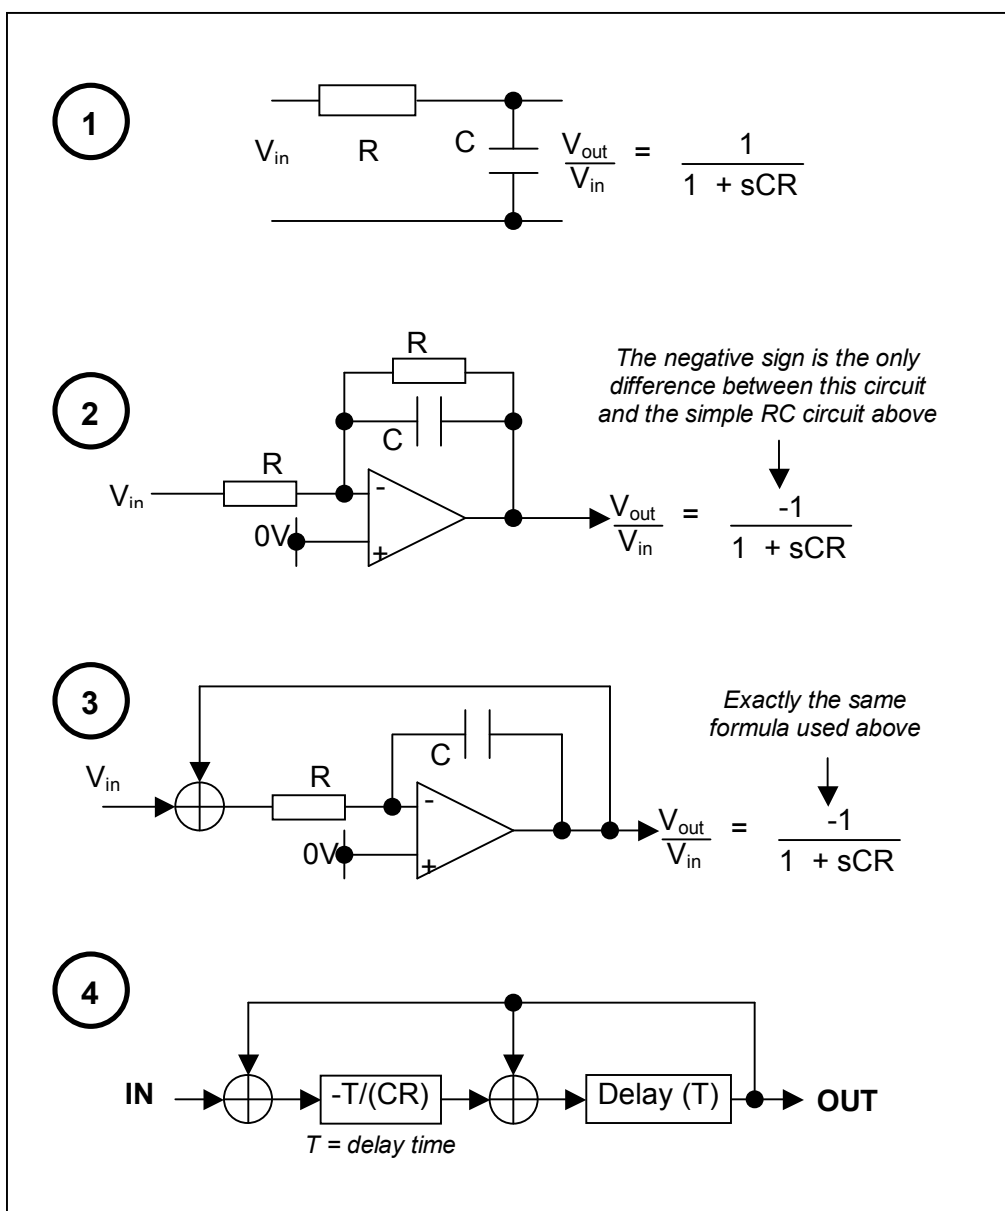 1
V_in R C V_out / V_in = 1 / 1 + sCR
2
R
C
R
V_in
-
0V
+
The negative sign is the only
difference between this circuit
and the simple RC circuit above
V_out / V_in = -1 / 1 + sCR
3
C
V_in
R
-
0V
+
Exactly the same
formula used above
V_out / V_in = -1 / 1 + sCR
4
IN -T/(CR) Delay (T) OUT
T = delay time